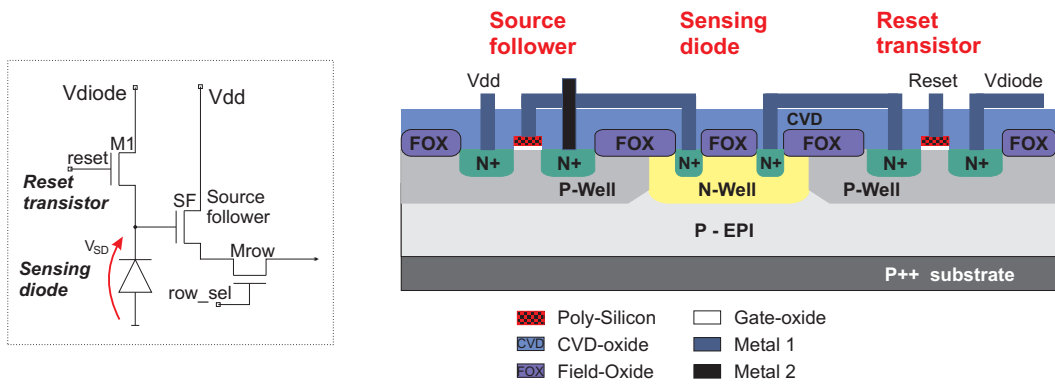 Vdiode
Vdd
M1
reset
Reset
transistor
SF
Source
follower
VSD
Mrow
Sensing
diode
row_sel
Source
follower
Sensing
diode
Reset
transistor
Vdd
Reset
Vdiode
CVD
FOX
FOX
FOX
FOX
FOX
N+
N+
N+
N+
N+
N+
P-Well
N-Well
P-Well
P - EPI
P++ substrate
Poly-Silicon
Gate-oxide
CVD
CVD-oxide
Metal 1
FOX
Field-Oxide
Metal 2